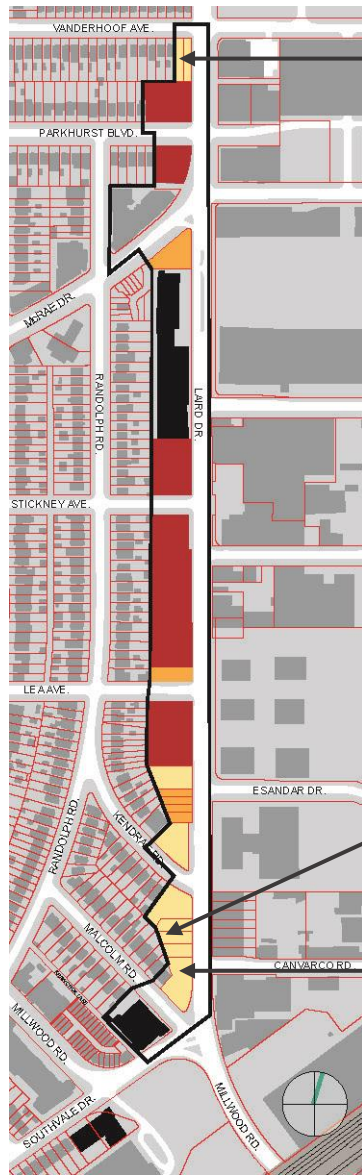 VANDERHOOF AVE.
PARKHURST BLVD.
McRAE DR.
RANDOLPH RD.
LAIRD DR.
STICKNEY AVE.
LEA AVE.
ESANDAR DR.
RANDOLPH RD.
KENDRAL RD.
MALCOLM RD.
CANVARCO RD.
MILLWOOD RD.
SOUTHVALE DR.
MILLWOOD RD.